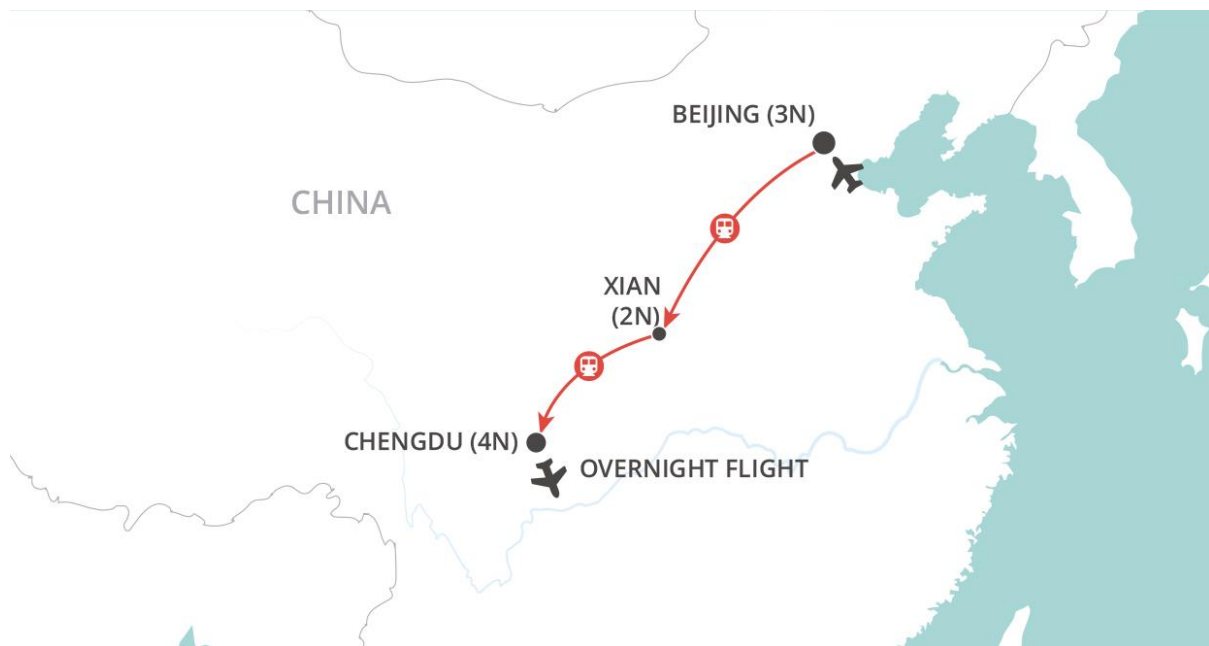 BEIJING (3N)
CHINA
XIAN
(2N)
CHENGDU (4N)
OVERNIGHT FLIGHT